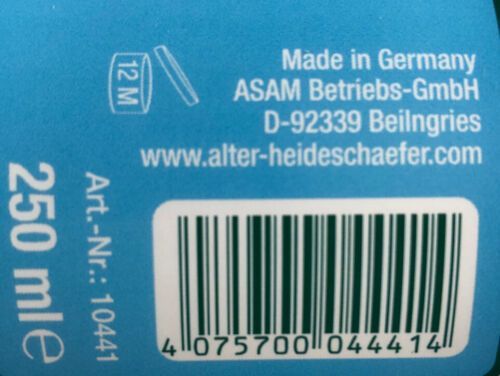 Made in Germany
ASAM Betriebs-GmbH
D-92339 Beilngries
www.alter-heideschaefer.com
12 M
250 ml e
Art.-Nr.: 10441
4 075700 044414